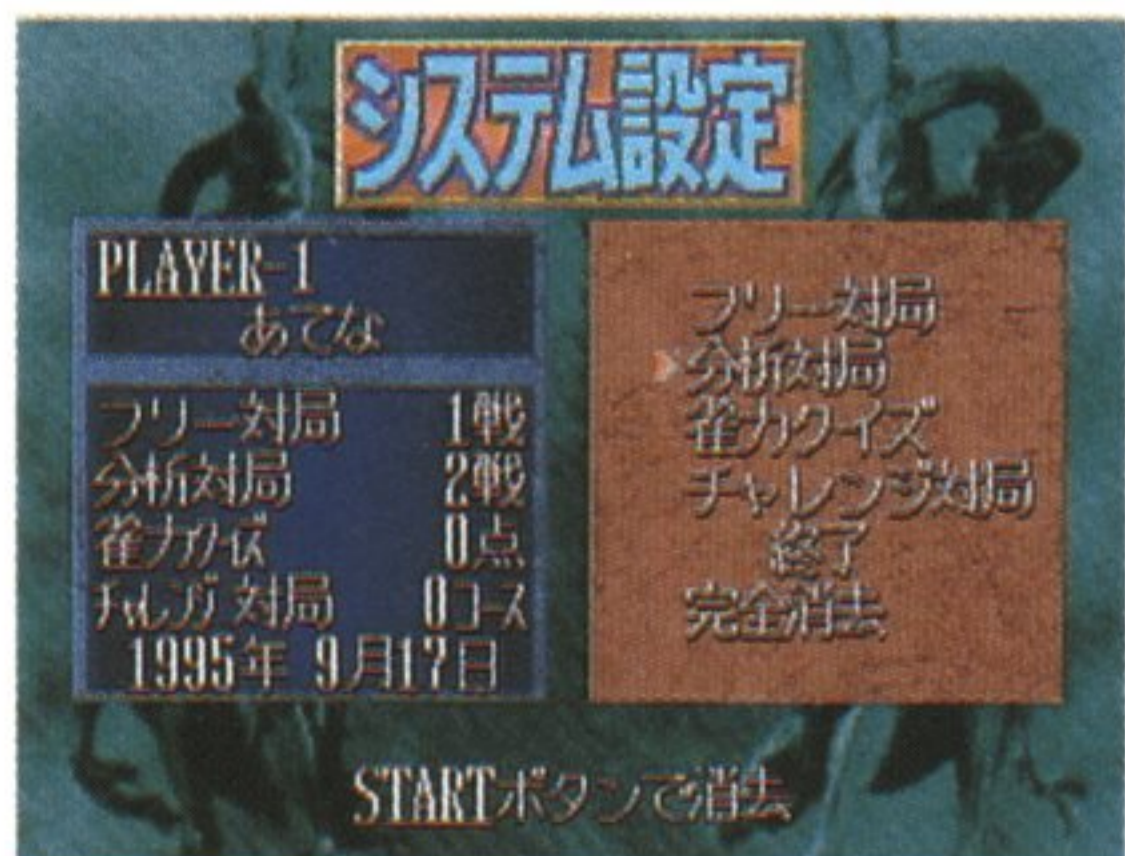 システム設定
PLAYER-1
あてな
フリー対局 1戦
分析対局 2戦
雀力クイズ 0点
チャレンジ対局 0コース
1995年 9月17日
フリー対局
分析対局
雀力クイズ
チャレンジ対局
終了
完全消去
STARTボタンで消去